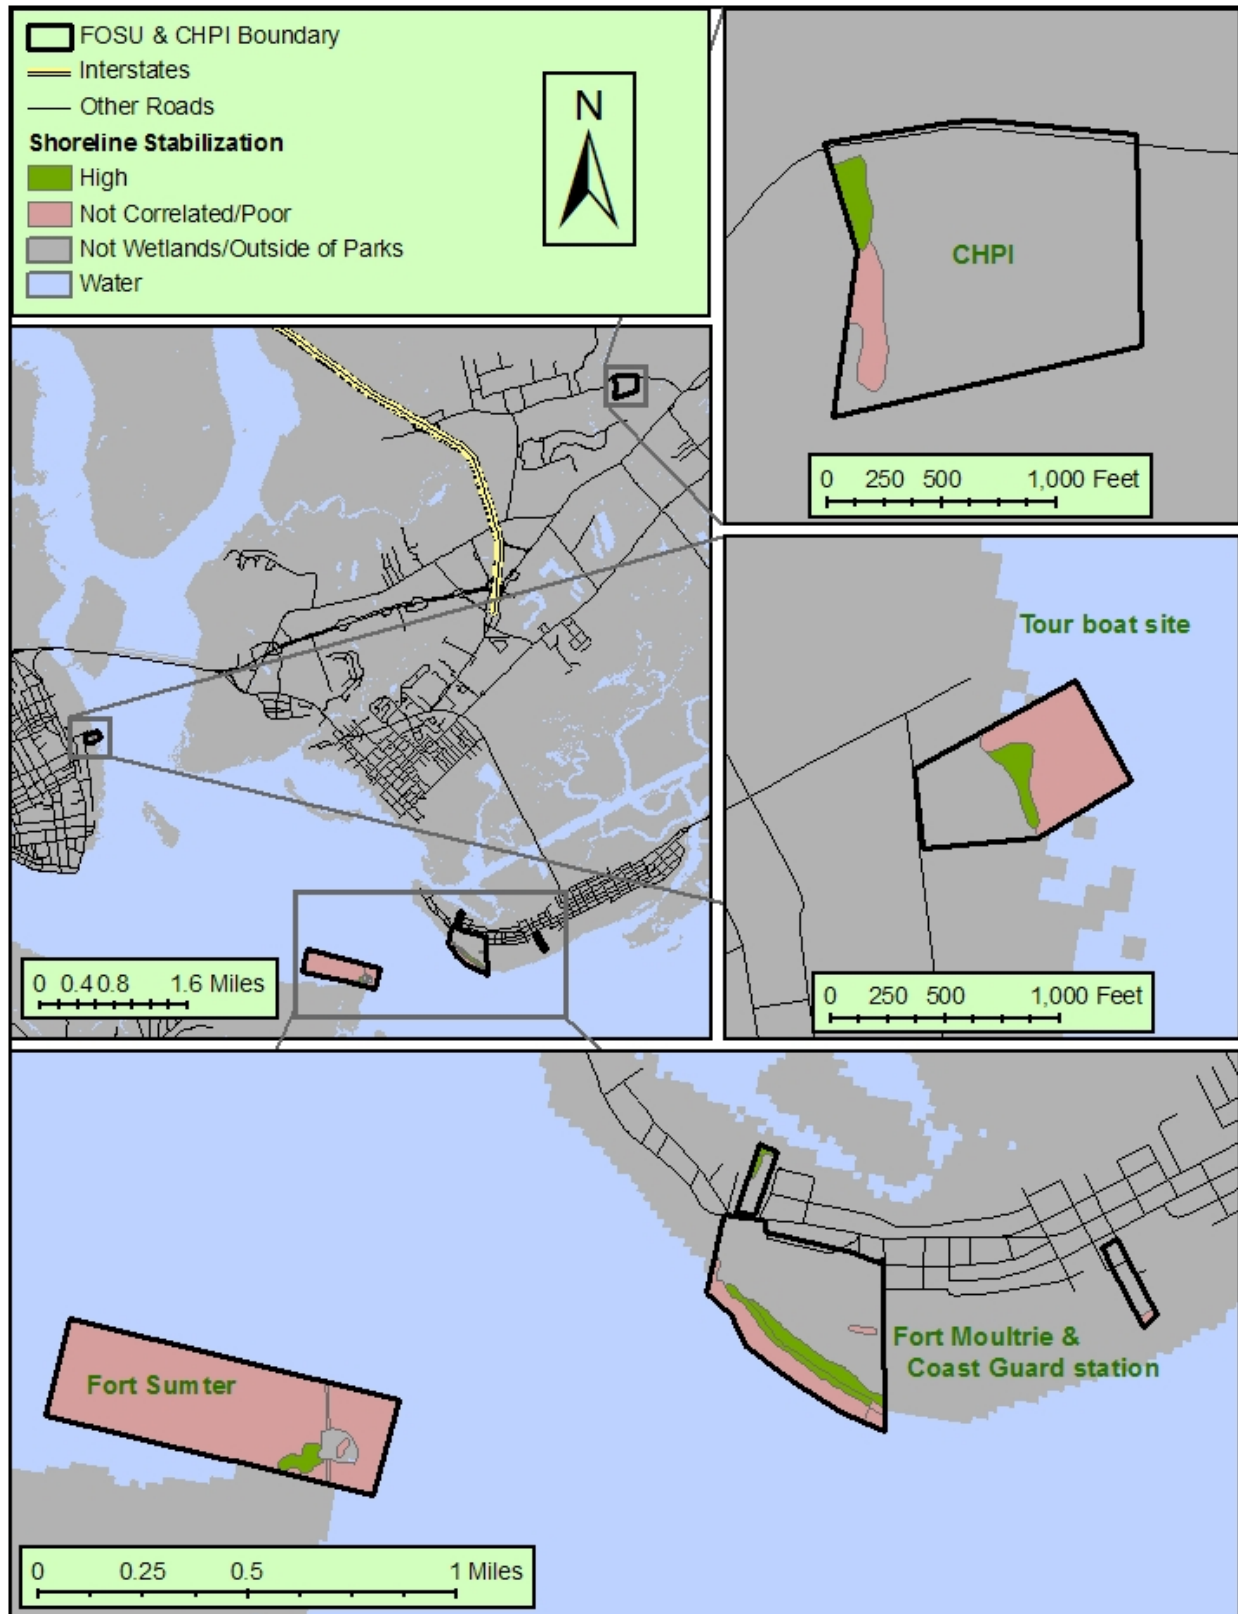 FOSU & CHPI Boundary
Interstates
Other Roads
Shoreline Stabilization
High
Not Correlated/Poor
Not Wetlands/Outside of Parks
Water
N
CHPI
0 250 500 1,000 Feet
Tour boat site
0 250 500 1,000 Feet
0 0.4 0.8 1.6 Miles
Fort Sumter
Fort Moultrie &
Coast Guard station
0 0.25 0.5 1 Miles